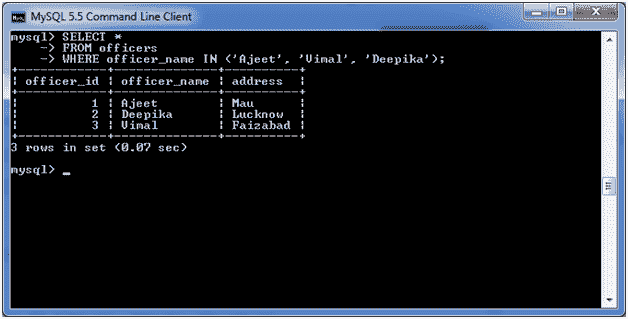 MySQL 5.5 Command Line Client
mysql> SELECT *
    -> FROM officers
    -> WHERE officer_name IN ('Ajeet', 'Vimal', 'Deepika');
+------------+--------------+-----------+
| officer_id | officer_name | address   |
+------------+--------------+-----------+
|          1 | Ajeet        | Mau       |
|          2 | Deepika      | Lucknow   |
|          3 | Vimal        | Faizabad  |
+------------+--------------+-----------+
3 rows in set (0.07 sec)
mysql> _